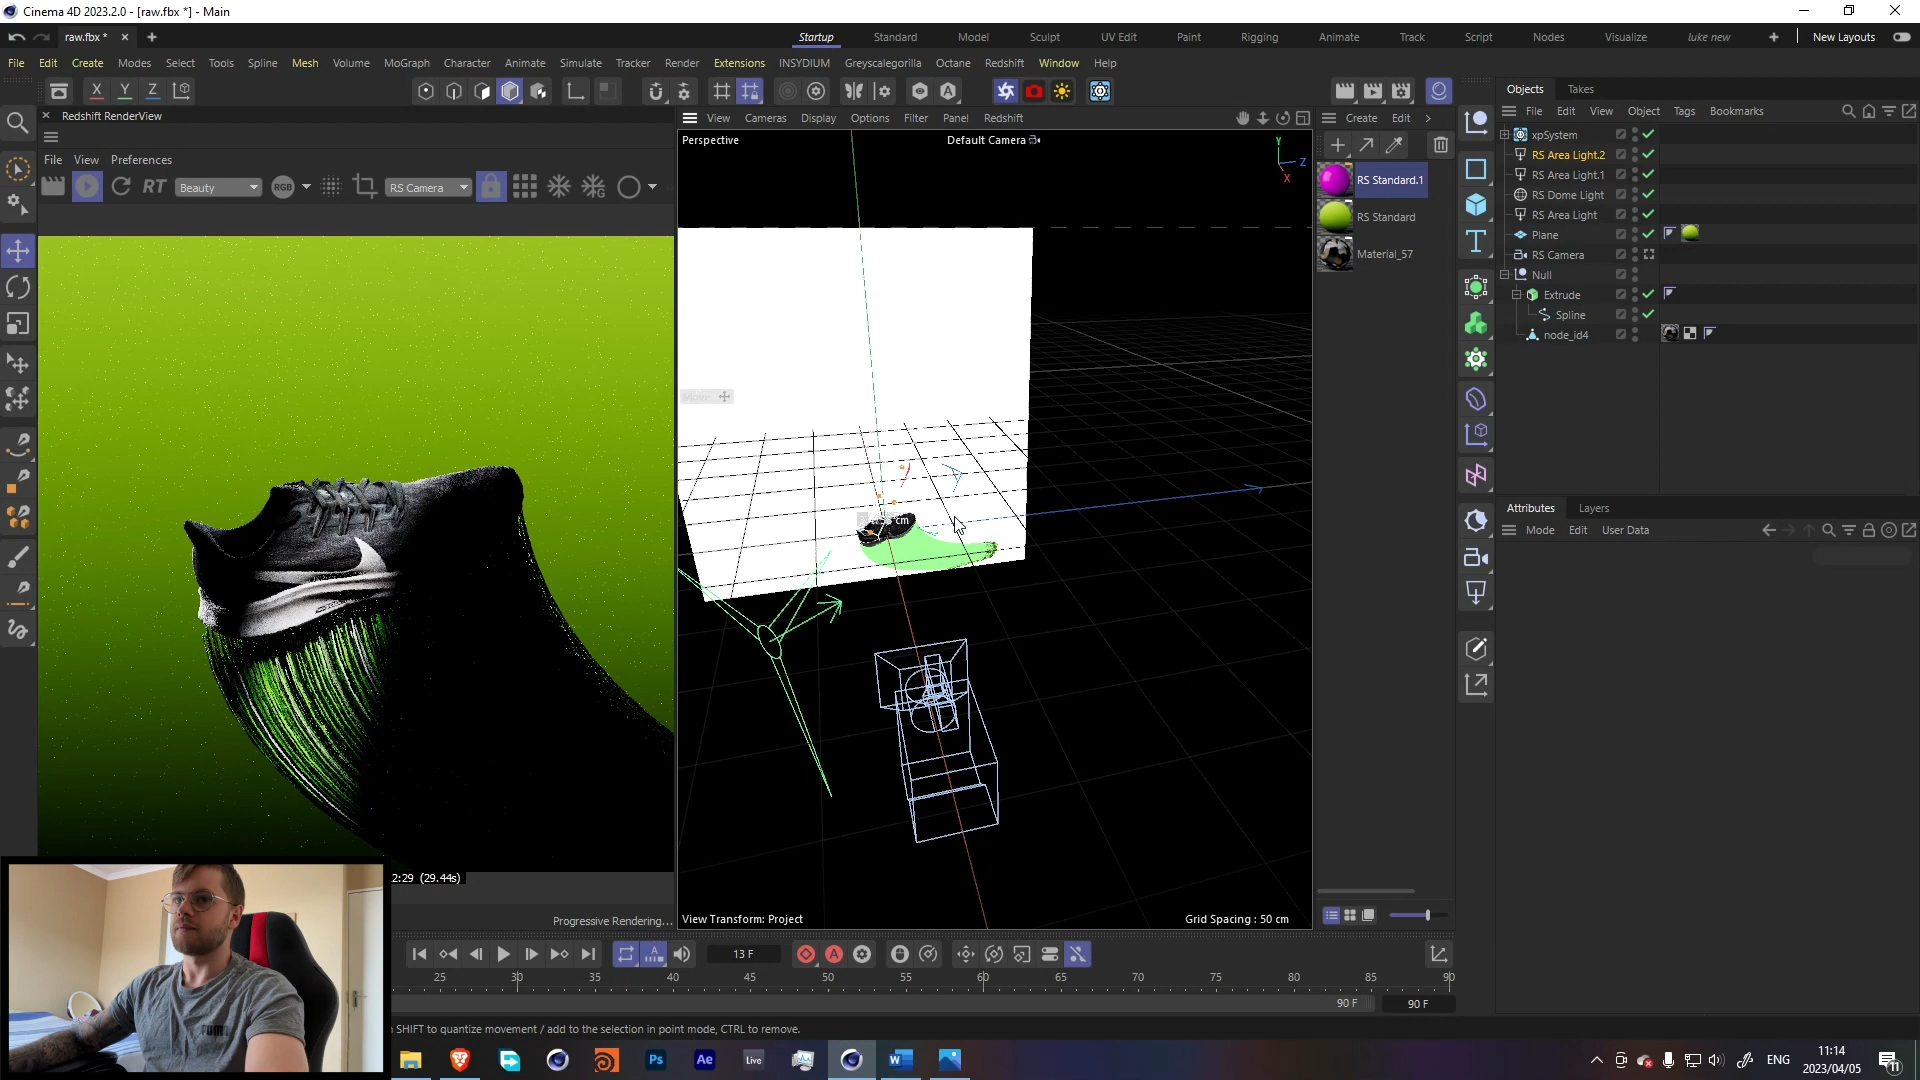 Cinema 4D 2023.2.0 - [raw.fbx *] - Main
raw.fbx *
Startup Standard Model Sculpt UV Edit Paint Rigging Animate Track Script Nodes Visualize luke new New Layouts
File Edit Create Modes Select Tools Spline Mesh Volume MoGraph Character Animate Simulate Tracker Render Extensions INSYDIUM Greyscalegorilla Octane Redshift Window Help
X Y Z
Redshift RenderView
File View Preferences
RT Beauty RGB RS Camera
2:29 (29.44s)
Progressive Rendering...
View Cameras Display Options Filter Panel Redshift
Perspective
Default Camera
Y
Z
X
Move
cm
View Transform: Project
Grid Spacing : 50 cm
Create Edit
RS Standard.1
RS Standard
Material_57
Objects Takes
File Edit View Object Tags Bookmarks
xpSystem
RS Area Light.2
RS Area Light.1
RS Dome Light
RS Area Light
Plane
RS Camera
Null
Extrude
Spline
node_id4
Attributes Layers
Mode Edit User Data
13 F
25 30 35 40 45 50 55 60 65 70 75 80 85 90
90 F
90 F
SHIFT to quantize movement / add to the selection in point mode, CTRL to remove.
Ps Ae Live
ENG
11:14
2023/04/05
11